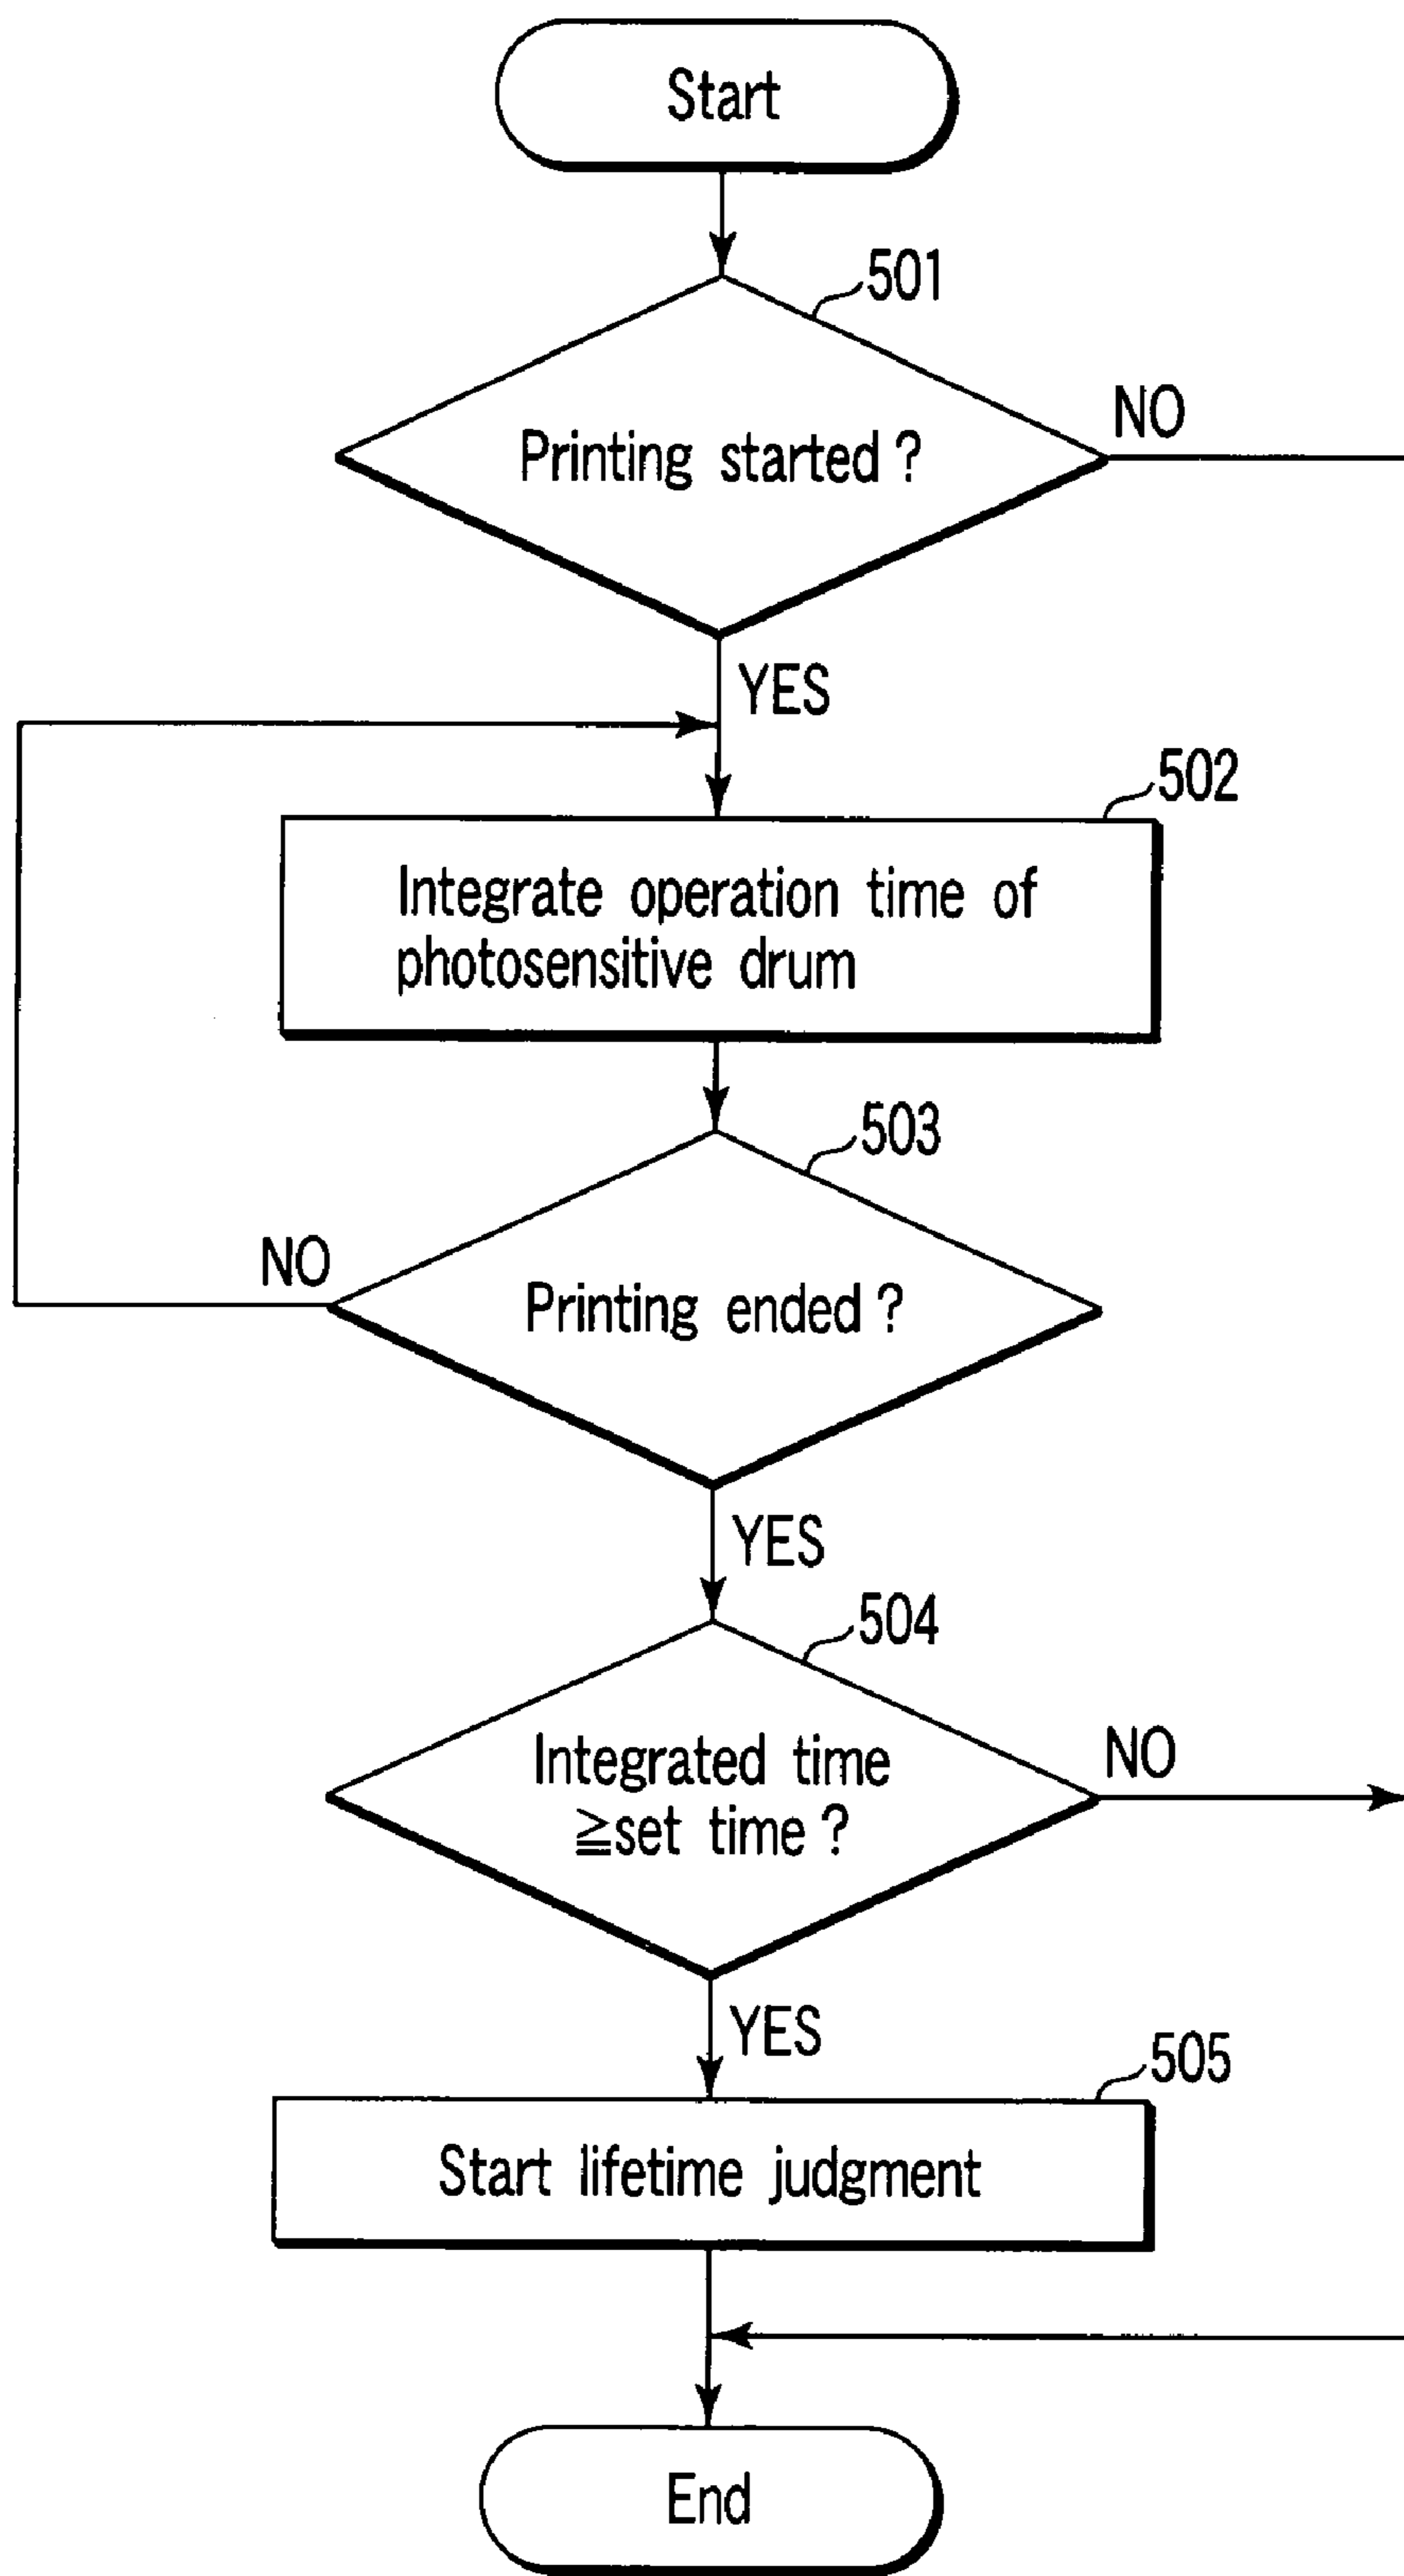 Start
501
Printing started ?
NO
YES
502
Integrate operation time of
photosensitive drum
503
NO
Printing ended ?
YES
504
Integrated time
≧set time ?
NO
YES
505
Start lifetime judgment
End